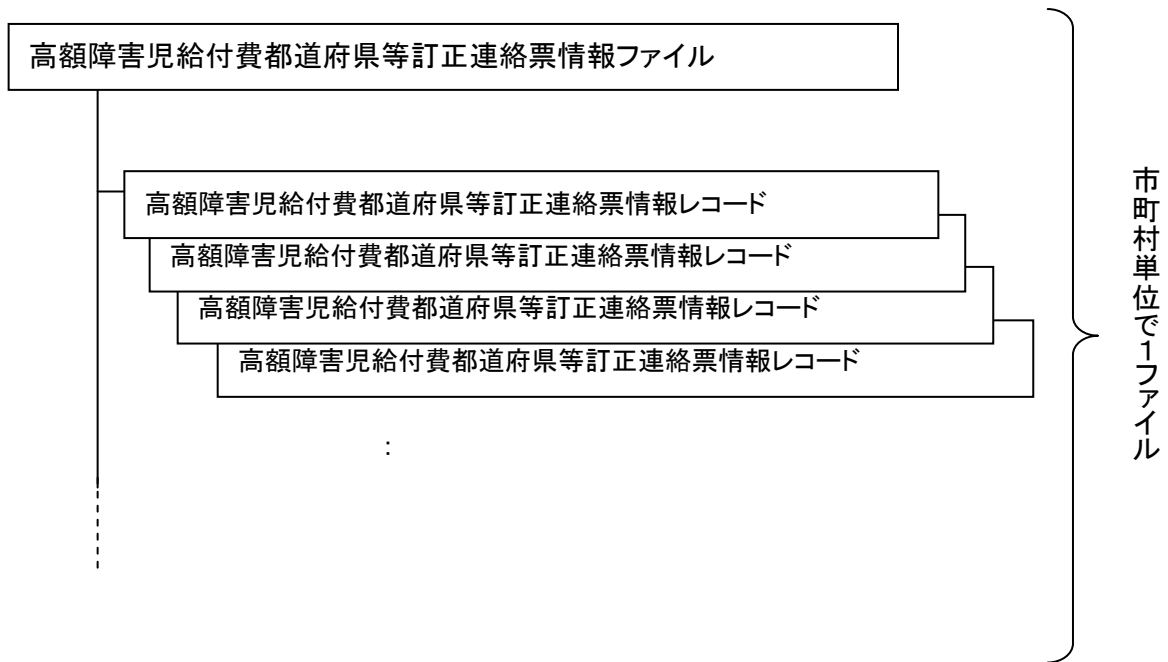 高額障害児給付費都道府県等訂正連絡票情報ファイル
高額障害児給付費都道府県等訂正連絡票情報レコード
高額障害児給付費都道府県等訂正連絡票情報レコード
高額障害児給付費都道府県等訂正連絡票情報レコード
高額障害児給付費都道府県等訂正連絡票情報レコード
:
市町村単位で1ファイル